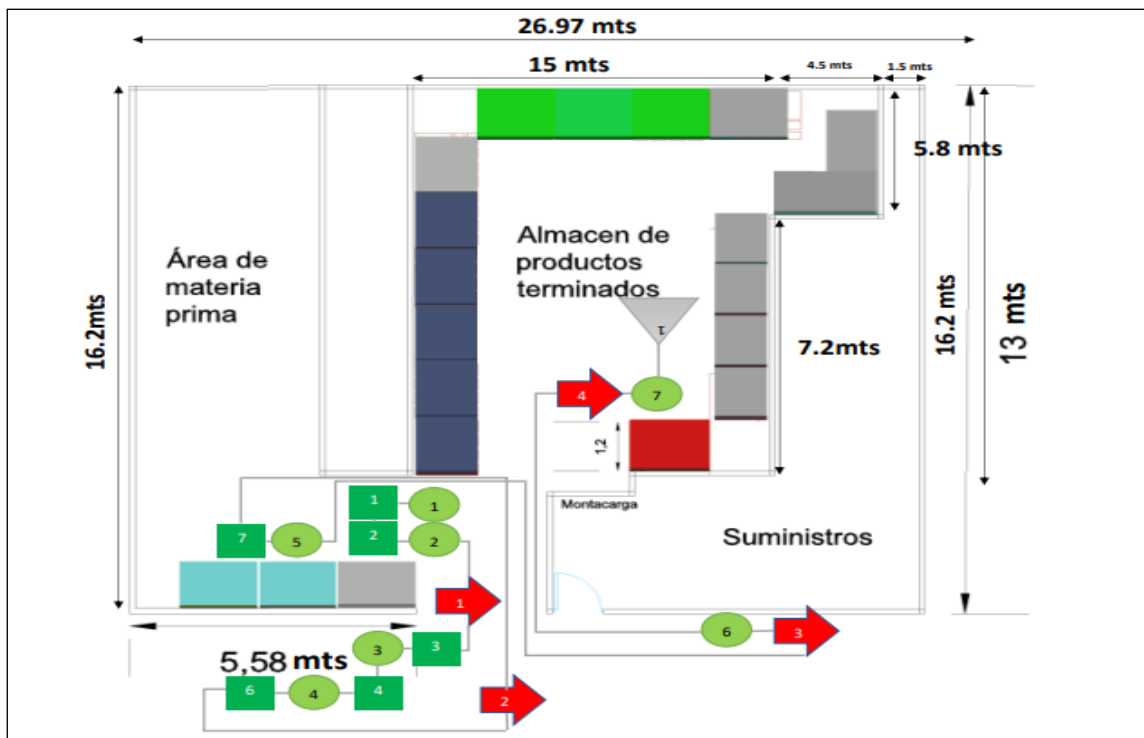 26.97 mts
15 mts
4.5 mts
1.5 mts
5.8 mts
Almacen de
productos
terminados
Área de
materia
prima
16.2mts
16.2 mts
13 mts
1
7.2mts
4
7
1,2
1
1
Montacarga
7
5
2
2
Suministros
1
6
3
3
3
5,58 mts
6
4
4
2